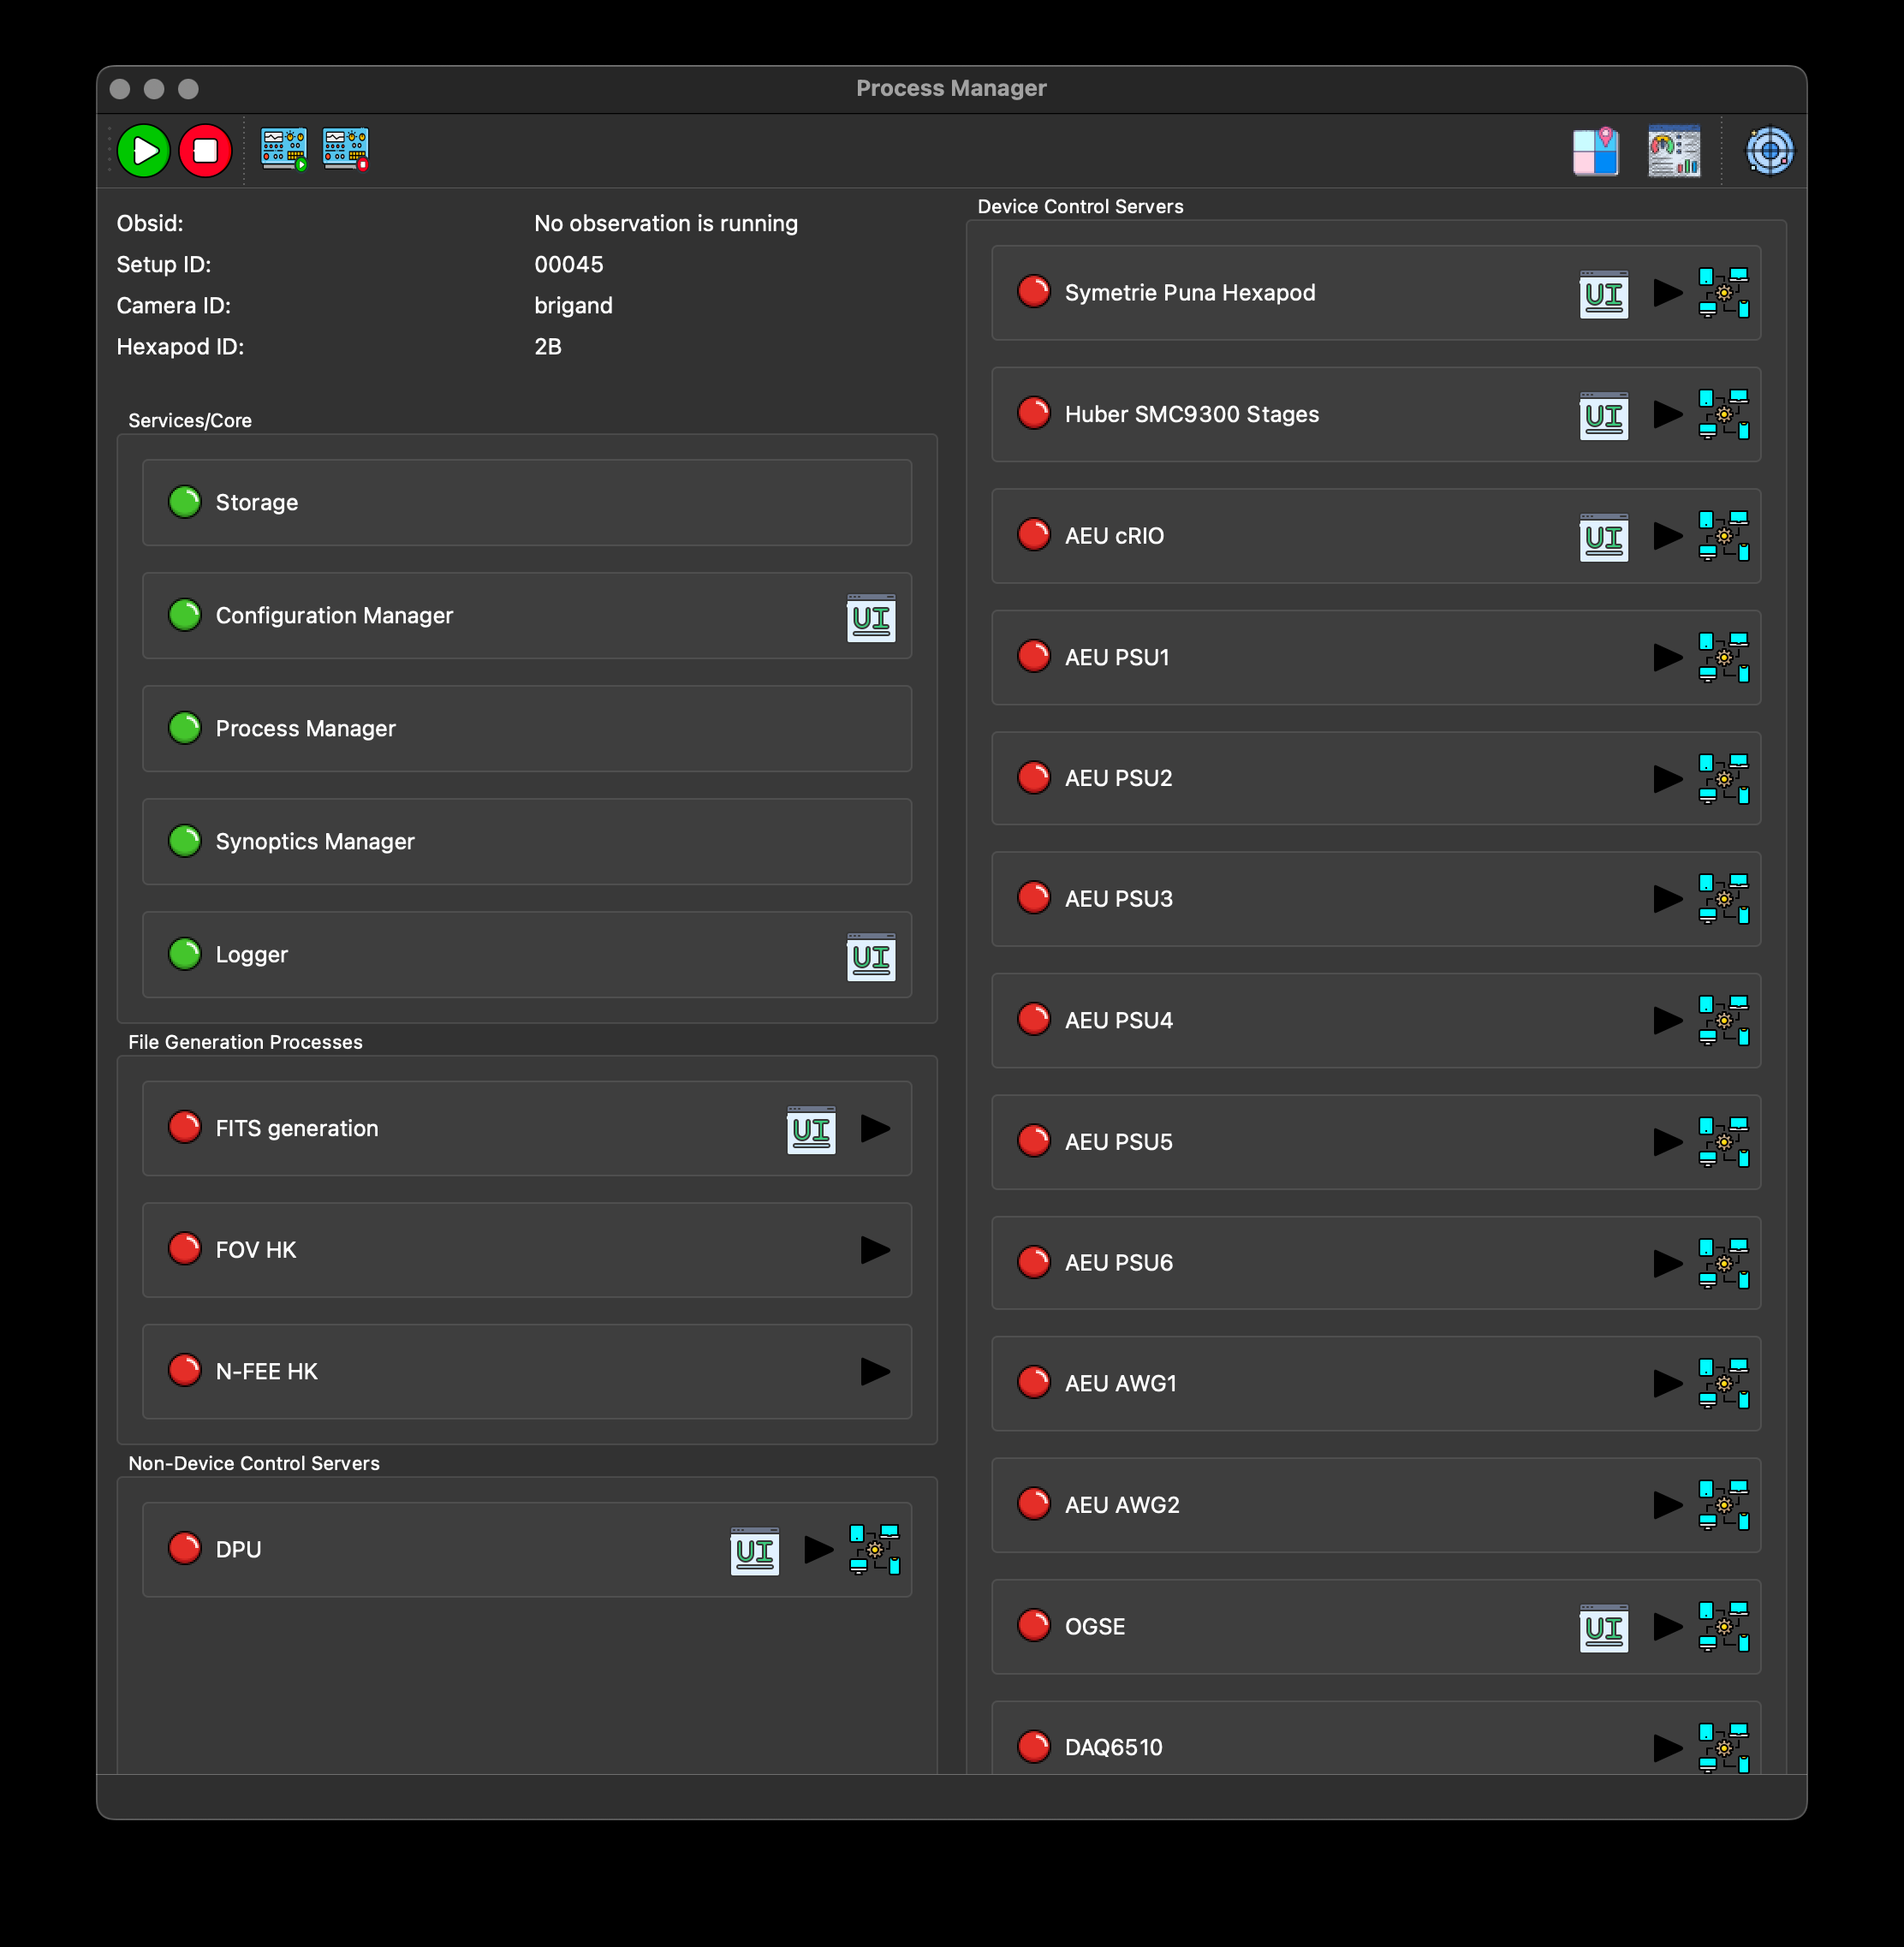 Process Manager
Obsid: No observation is running
Setup ID: 00045
Camera ID: brigand
Hexapod ID: 2B
Services/Core
Storage
Configuration Manager UI
Process Manager
Synoptics Manager
Logger UI
File Generation Processes
FITS generation UI
FOV HK
N-FEE HK
Non-Device Control Servers
DPU UI
Device Control Servers
Symetrie Puna Hexapod UI
Huber SMC9300 Stages UI
AEU cRIO UI
AEU PSU1
AEU PSU2
AEU PSU3
AEU PSU4
AEU PSU5
AEU PSU6
AEU AWG1
AEU AWG2
OGSE UI
DAQ6510